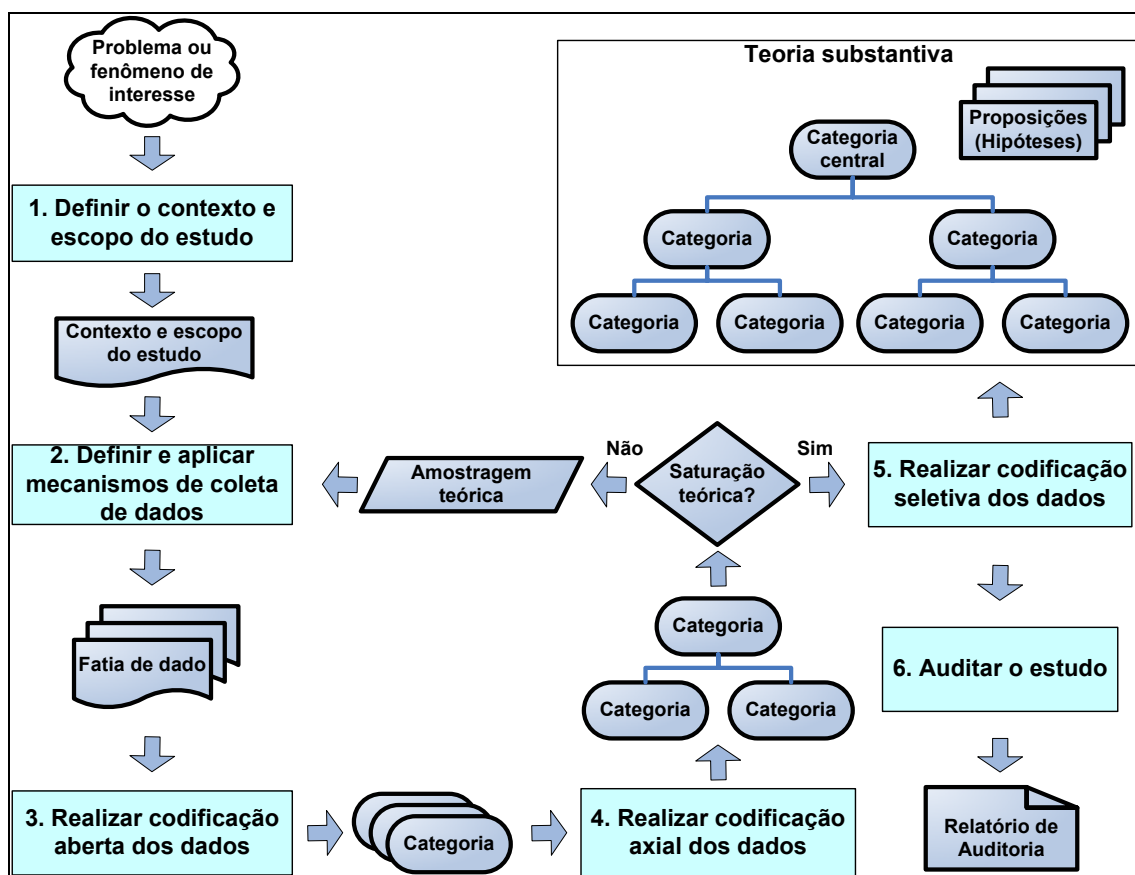 Problema ou
fenômeno de
interesse
1. Definir o contexto e
escopo do estudo
Contexto e escopo
do estudo
2. Definir e aplicar
mecanismos de coleta
de dados
Fatia de dado
3. Realizar codificação
aberta dos dados
Categoria
4. Realizar codificação
axial dos dados
Categoria
Categoria
Categoria
Saturação
teórica?
Não
Sim
Amostragem
teórica
5. Realizar codificação
seletiva dos dados
Teoria substantiva
Proposições
(Hipóteses)
Categoria
central
Categoria
Categoria
Categoria
Categoria
Categoria
Categoria
6. Auditar o estudo
Relatório de
Auditoria